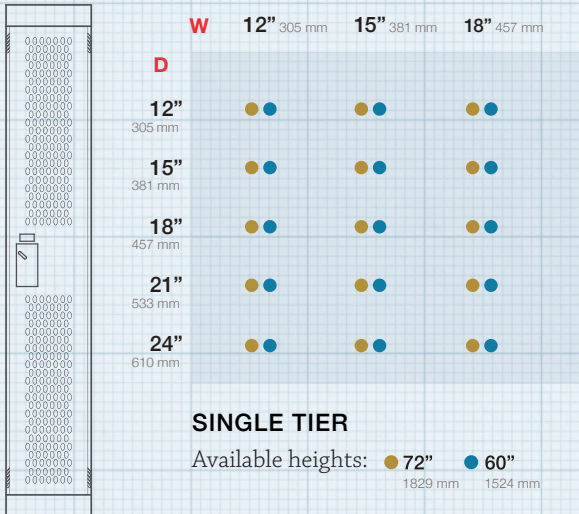 W 12” 305 mm 15” 381 mm 18” 457 mm
D
12”
305 mm
15”
381 mm
18”
457 mm
21”
533 mm
24”
610 mm
SINGLE TIER
Available heights: 72” 60”
1829 mm 1524 mm